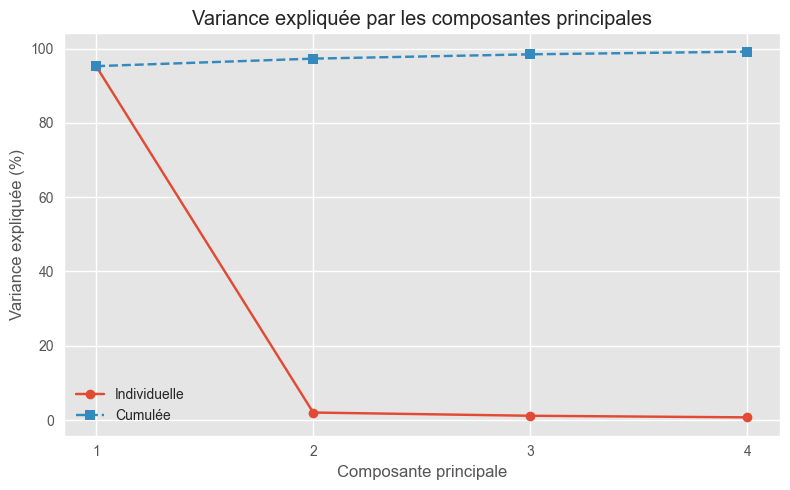 Variance expliquée par les composantes principales
Variance expliquée (%)
100
80
60
40
20
0
Individuelle
Cumulée
1
2
3
4
Composante principale